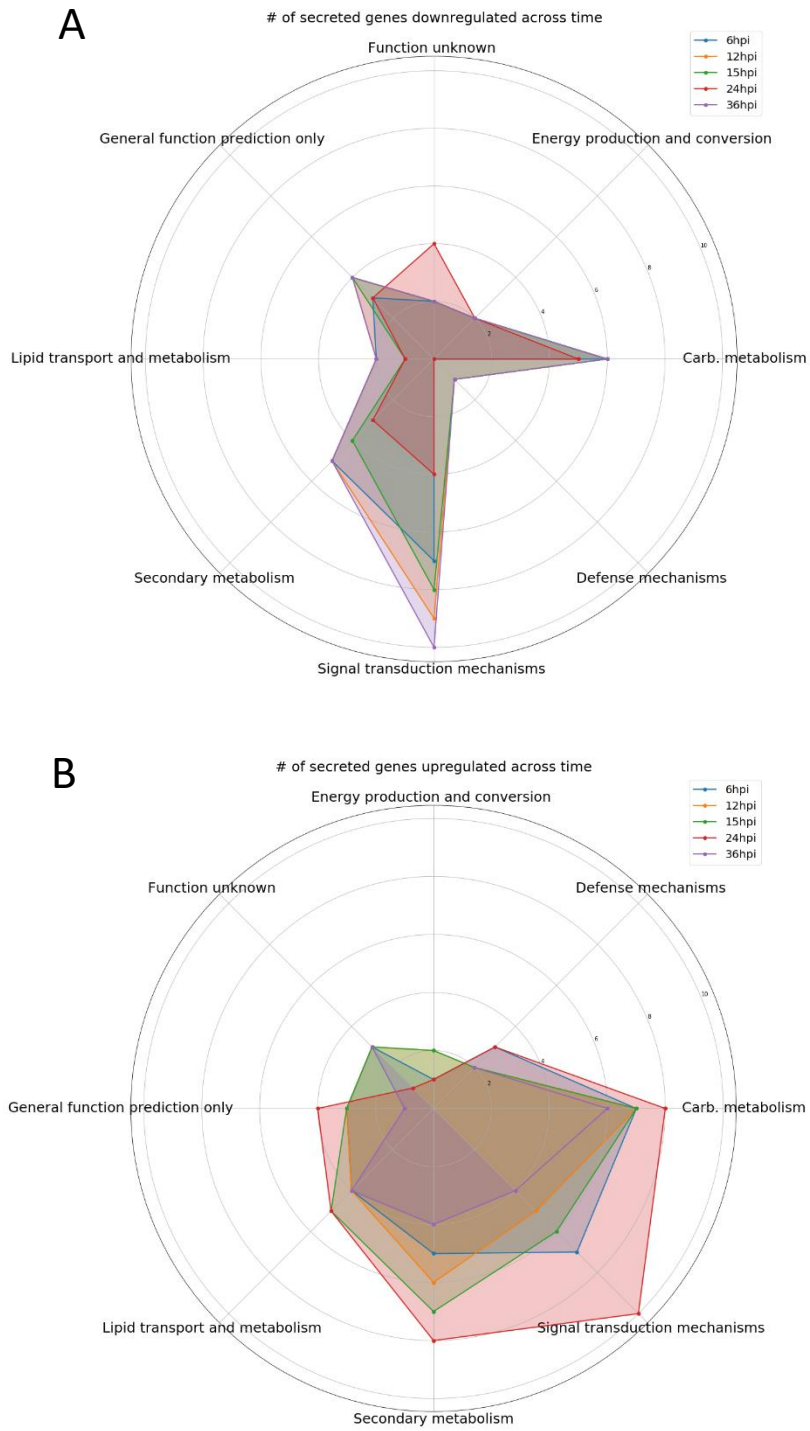 A
# of secreted genes downregulated across time
Function unknown
6hpi
12hpi
15hpi
24hpi
36hpi
General function prediction only
Energy production and conversion
10
8
6
4
2
Lipid transport and metabolism
Carb. metabolism
Secondary metabolism
Defense mechanisms
Signal transduction mechanisms
B
# of secreted genes upregulated across time
Energy production and conversion
6hpi
12hpi
15hpi
24hpi
36hpi
Function unknown
Defense mechanisms
10
8
6
4
2
General function prediction only
Carb. metabolism
Lipid transport and metabolism
Signal transduction mechanisms
Secondary metabolism